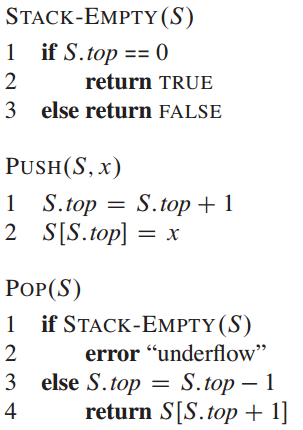 STACK-EMPTY(S)
1 if S.top == 0
2 return TRUE
3 else return FALSE
PUSH(S, x)
1 S.top = S.top + 1
2 S[S.top] = x
POP(S)
1 if STACK-EMPTY(S)
2 error “underflow”
3 else S.top = S.top − 1
4 return S[S.top + 1]